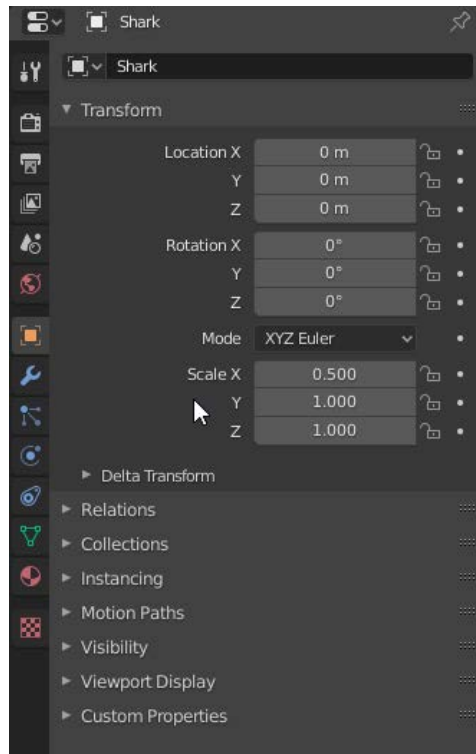 Shark
Shark
Transform
Location X 0 m
Y 0 m
Z 0 m
Rotation X 0°
Y 0°
Z 0°
Mode XYZ Euler
Scale X 0.500
Y 1.000
Z 1.000
Delta Transform
Relations
Collections
Instancing
Motion Paths
Visibility
Viewport Display
Custom Properties